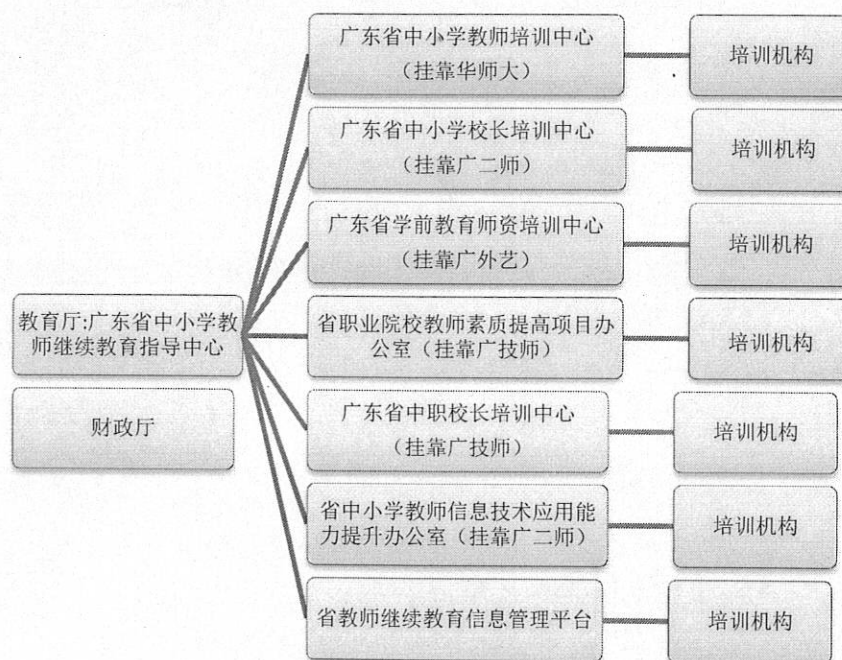 广东省中小学教师培训中心
（挂靠华师大）
培训机构
广东省中小学校长培训中心
（挂靠广二师）
培训机构
广东省学前教育师资培训中心
（挂靠广外艺）
培训机构
教育厅:广东省中小学教
师继续教育指导中心
省职业院校教师素质提高项目办
公室（挂靠广技师）
培训机构
财政厅
广东省中职校长培训中心
（挂靠广技师）
培训机构
省中小学教师信息技术应用能
力提升办公室（挂靠广二师）
培训机构
省教师继续教育信息管理平台
培训机构